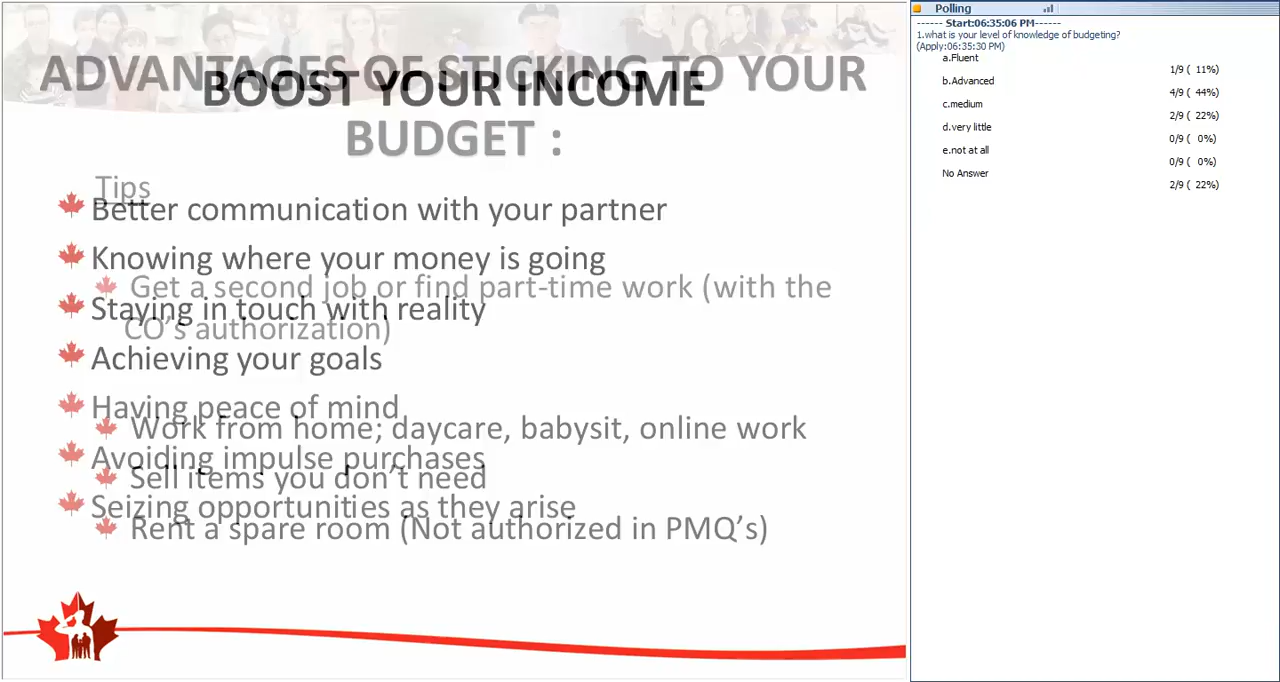 ADVANTAGES OF STICKING TO YOUR
BUDGET :
BOOST YOUR INCOME
Tips
Better communication with your partner
Knowing where your money is going
Get a second job or find part-time work (with the
CO's authorization)
Staying in touch with reality
Achieving your goals
Having peace of mind
Work from home; daycare, babysit, online work
Avoiding impulse purchases
Sell items you don't need
Seizing opportunities as they arise
Rent a spare room (Not authorized in PMQ's)
Polling
------ Start:06:35:06 PM------
1.what is your level of knowledge of budgeting?
(Apply:06:35:30 PM)
a.Fluent
1/9 ( 11%)
b.Advanced
4/9 ( 44%)
c.medium
2/9 ( 22%)
d.very little
0/9 ( 0%)
e.not at all
0/9 ( 0%)
No Answer
2/9 ( 22%)